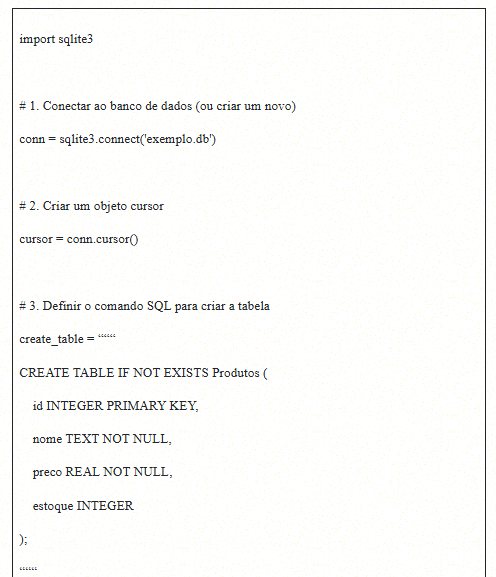 import sqlite3
# 1. Conectar ao banco de dados (ou criar um novo)
conn = sqlite3.connect('exemplo.db')
# 2. Criar um objeto cursor
cursor = conn.cursor()
# 3. Definir o comando SQL para criar a tabela
create_table = “““
CREATE TABLE IF NOT EXISTS Produtos (
id INTEGER PRIMARY KEY,
nome TEXT NOT NULL,
preco REAL NOT NULL,
estoque INTEGER
);
“““